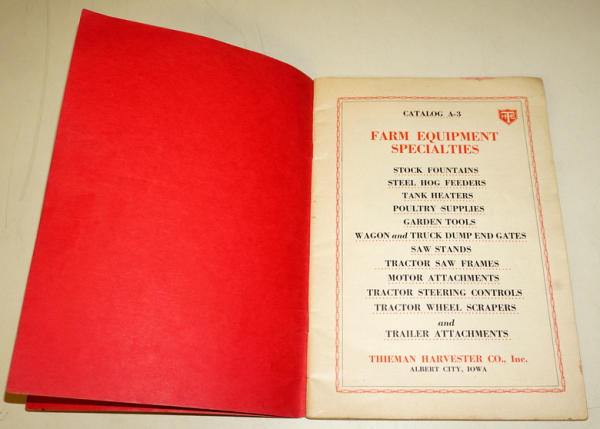 CATALOG A-3
FARM EQUIPMENT
SPECIALTIES
STOCK FOUNTAINS
STEEL HOG FEEDERS
TANK HEATERS
POULTRY SUPPLIES
GARDEN TOOLS
WAGON and TRUCK DUMP END GATES
SAW STANDS
TRACTOR SAW FRAMES
MOTOR ATTACHMENTS
TRACTOR STEERING CONTROLS
TRACTOR WHEEL SCRAPERS
and
TRAILER ATTACHMENTS
THIEMAN HARVESTER CO., Inc.
ALBERT CITY, IOWA